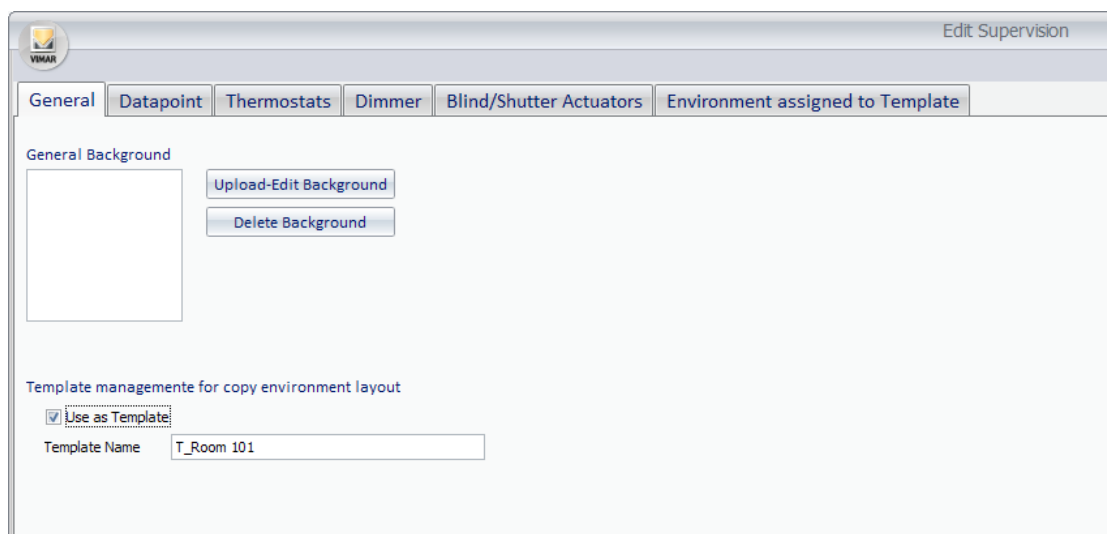 Edit Supervision
VIMAR
General Datapoint Thermostats Dimmer Blind/Shutter Actuators Environment assigned to Template
General Background
Upload-Edit Background
Delete Background
Template managemente for copy environment layout
Use as Template
Template Name T_Room 101